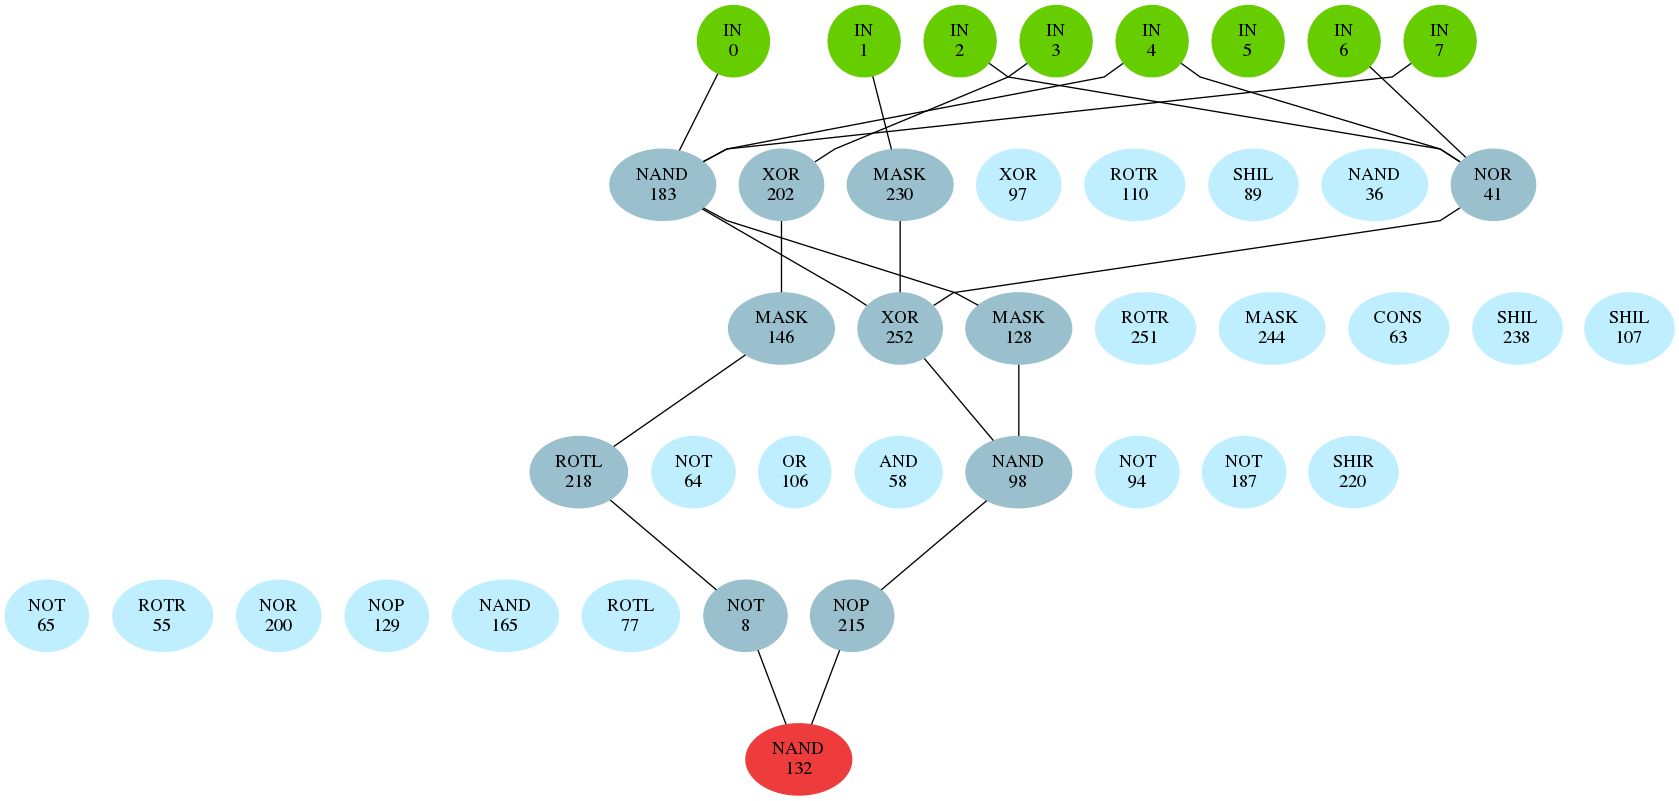 IN
0
IN
1
IN
2
IN
3
IN
4
IN
5
IN
6
IN
7
NAND
183
XOR
202
MASK
230
XOR
97
ROTR
110
SHIL
89
NAND
36
NOR
41
MASK
146
XOR
252
MASK
128
ROTR
251
MASK
244
CONS
63
SHIL
238
SHIL
107
ROTL
218
NOT
64
OR
106
AND
58
NAND
98
NOT
94
NOT
187
SHIR
220
NOT
65
ROTR
55
NOR
200
NOP
129
NAND
165
ROTL
77
NOT
8
NOP
215
NAND
132